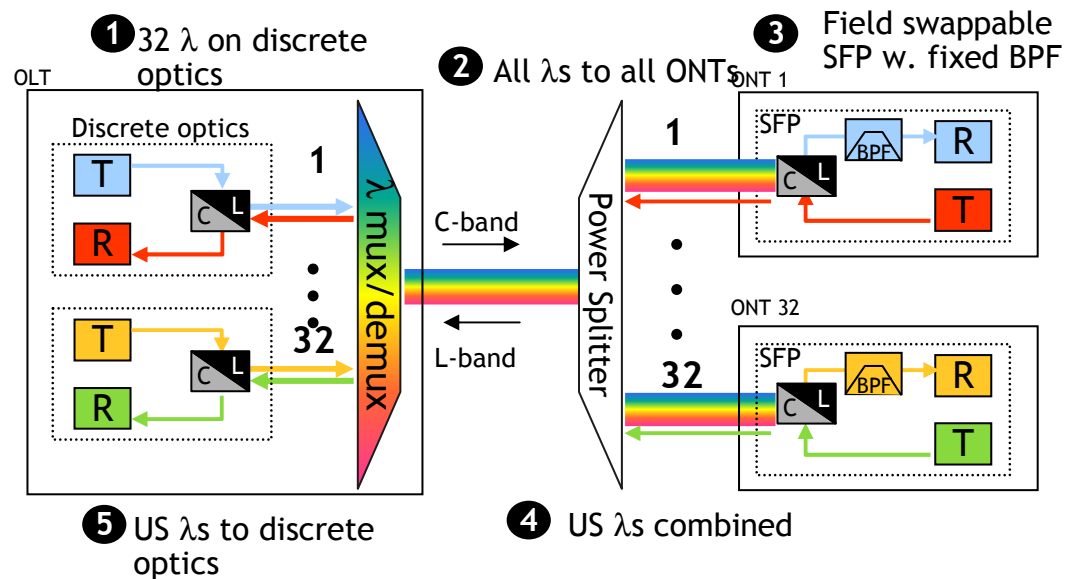 1 32 λ on discrete
optics
2 All λs to all ONTs
3 Field swappable
SFP w. fixed BPF
OLT
Discrete optics
T
C L
R
1
T
C L
R
32
λ mux/demux
C-band
L-band
Power Splitter
1
32
ONT 1
SFP
C L
BPF
R
T
ONT 32
SFP
C L
BPF
R
T
5 US λs to discrete
optics
4 US λs combined